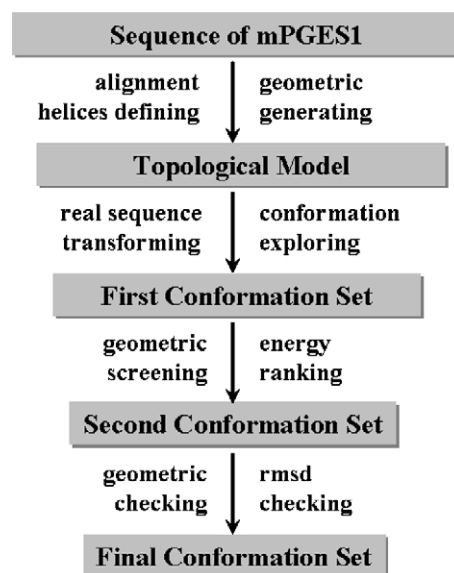 Sequence of mPGES1
alignment geometric
helices defining generating
Topological Model
real sequence conformation
transforming exploring
First Conformation Set
geometric energy
screening ranking
Second Conformation Set
geometric rmsd
checking checking
Final Conformation Set